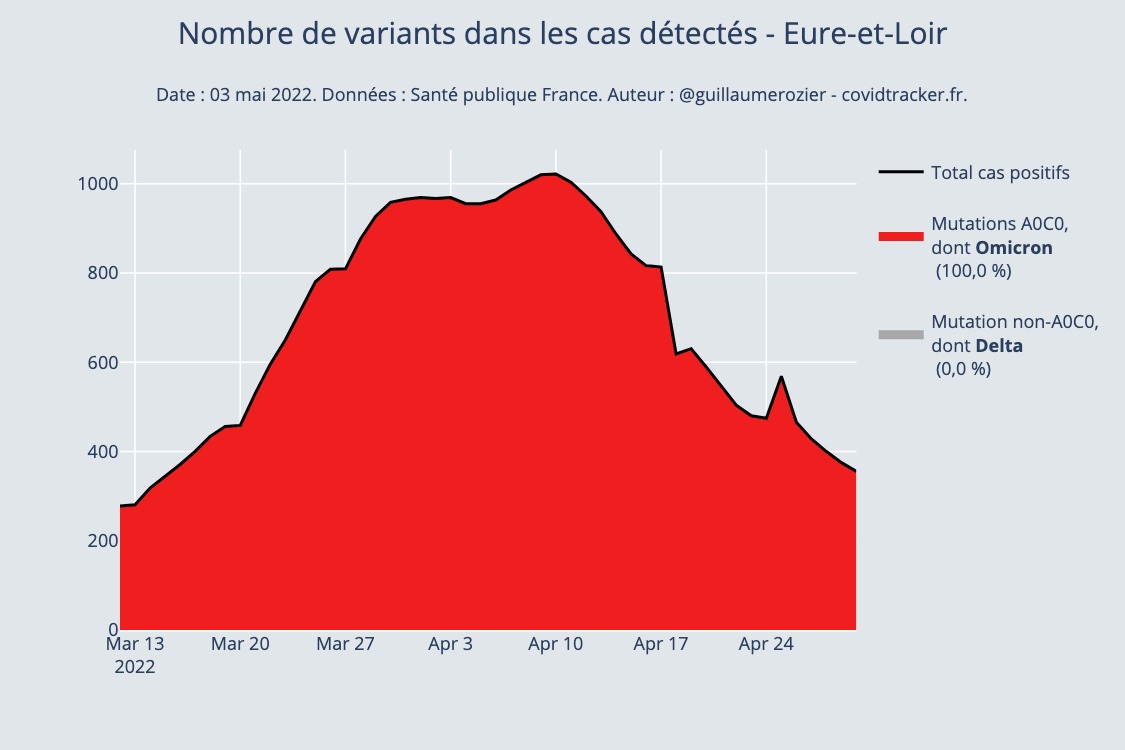 Nombre de variants dans les cas détectés - Eure-et-Loir
Date : 03 mai 2022. Données : Santé publique France. Auteur : @guillaumerozier - covidtracker.fr.
1000
800
600
400
200
0
Mar 13
2022
Mar 20
Mar 27
Apr 3
Apr 10
Apr 17
Apr 24
Total cas positifs
Mutations A0C0,
dont Omicron
(100,0 %)
Mutation non-A0C0,
dont Delta
(0,0 %)